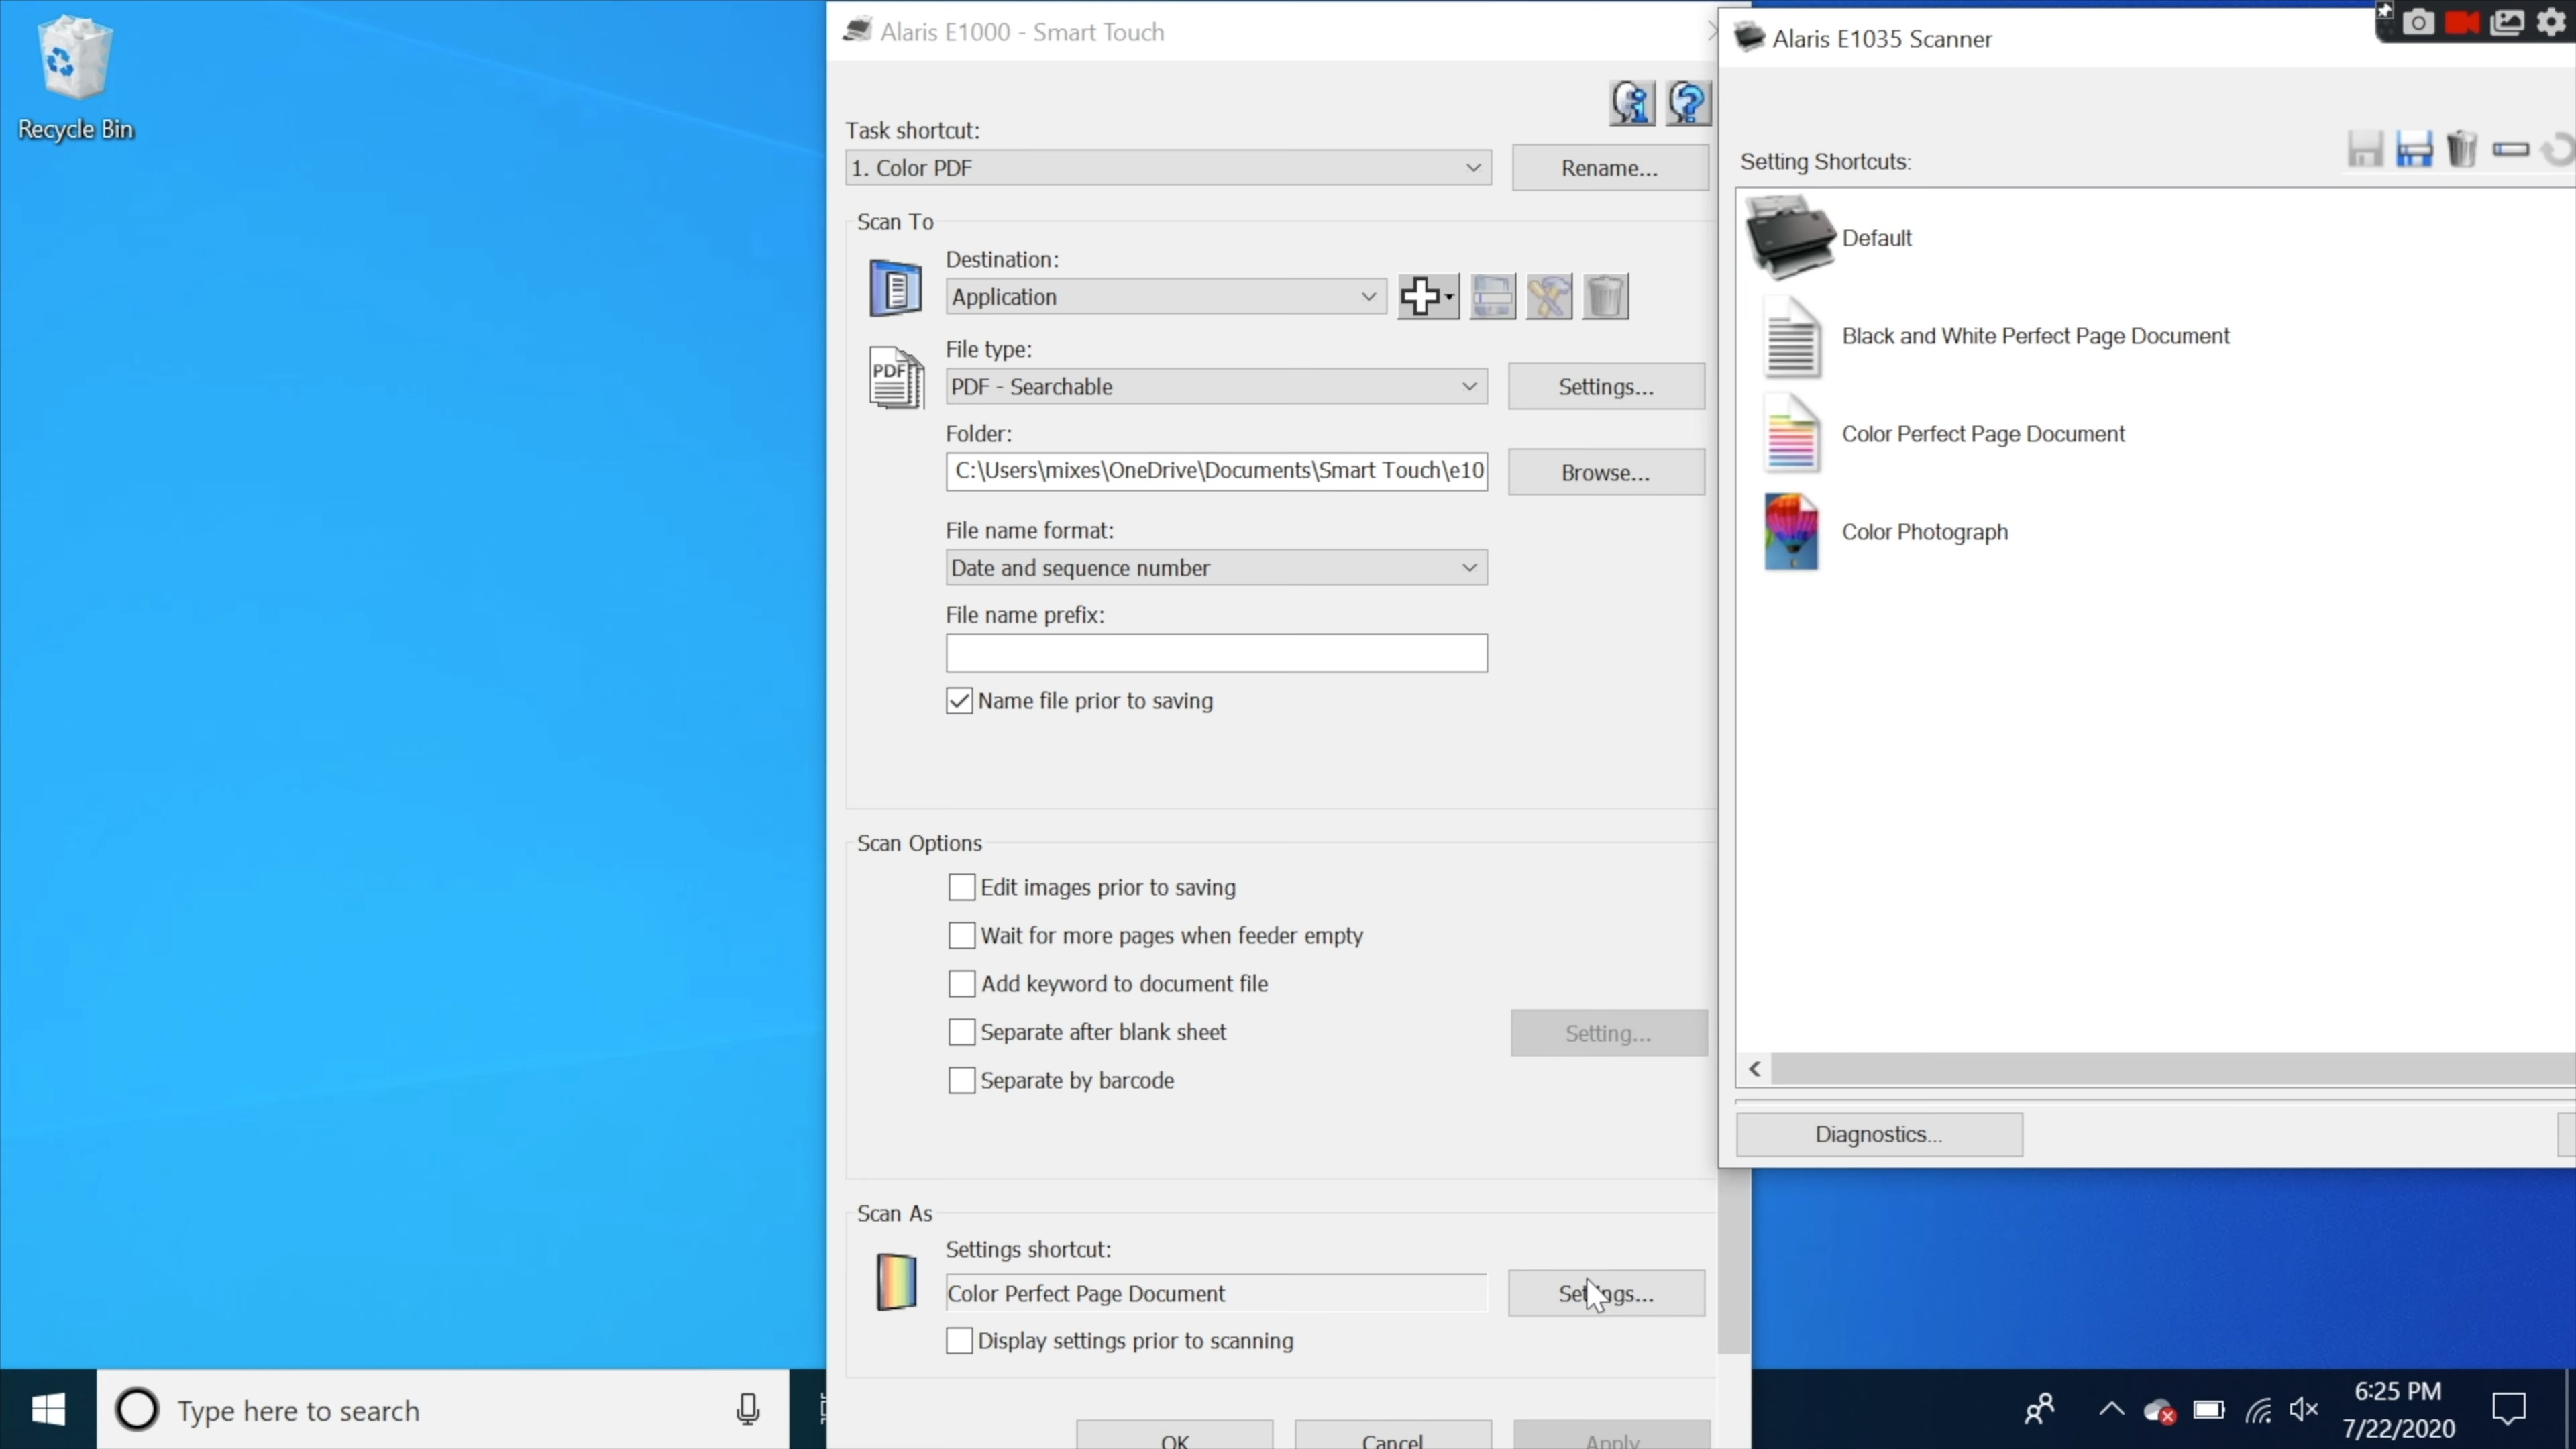 Recycle Bin
Alaris E1000 - Smart Touch
Task shortcut:
1. Color PDF
Rename...
Scan To
Destination:
Application
File type:
PDF
PDF - Searchable
Settings...
Folder:
C:\Users\mixes\OneDrive\Documents\Smart Touch\e10
Browse...
File name format:
Date and sequence number
File name prefix:
Name file prior to saving
Scan Options
Edit images prior to saving
Wait for more pages when feeder empty
Add keyword to document file
Separate after blank sheet
Setting...
Separate by barcode
Scan As
Settings shortcut:
Color Perfect Page Document
Settings...
Display settings prior to scanning
OK
Cancel
Apply
Alaris E1035 Scanner
Setting Shortcuts:
Default
Black and White Perfect Page Document
Color Perfect Page Document
Color Photograph
Diagnostics...
Type here to search
6:25 PM
7/22/2020